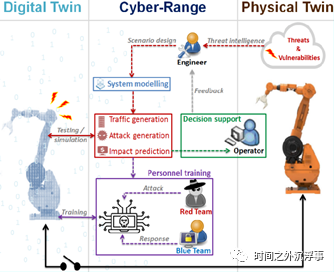 Digital Twin
Cyber-Range
Physical Twin
Scenario design
Threat intelligence
Threats
&
Vulnerabilities
Engineer
System modelling
Feedback
Traffic generation
Attack generation
Impact prediction
Decision support
Operator
Testing /
simulation
Personnel training
Attack
Red Team
Training
Response
Blue Team
时间之外沉浮事